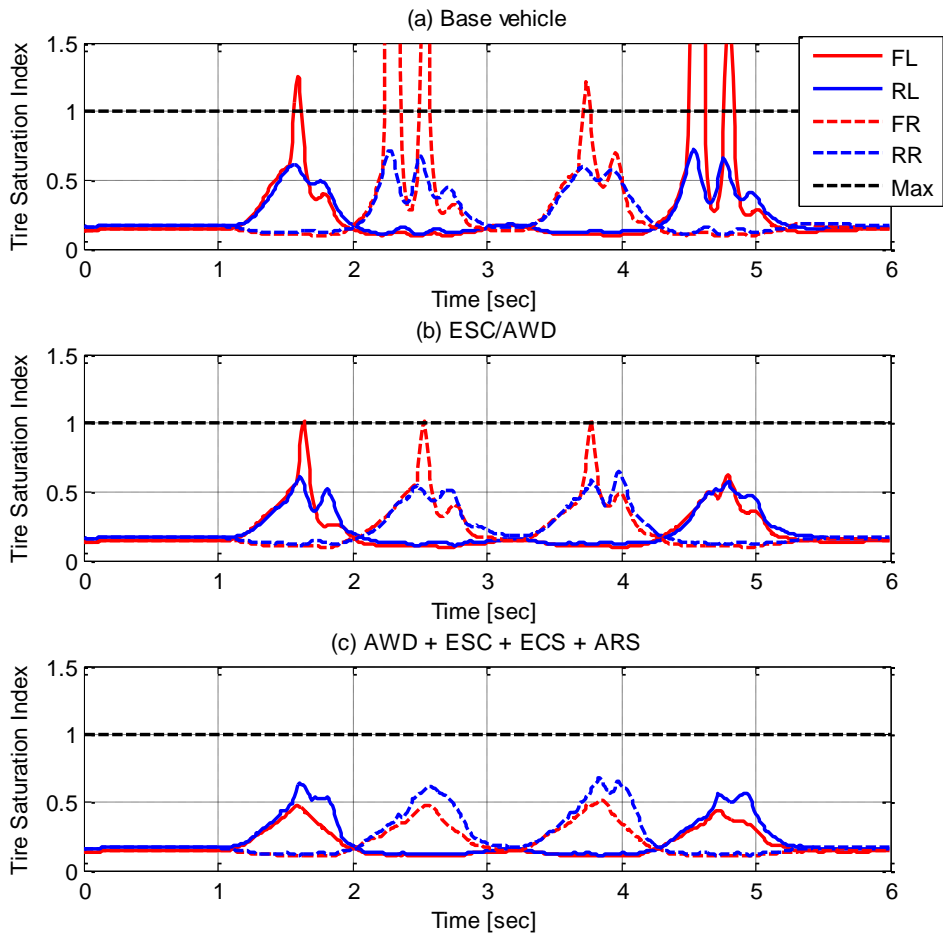 (a) Base vehicle
Tire Saturation Index
1.5
1
0.5
0
0 1 2 3 4 5 6
Time [sec]
FL
RL
FR
RR
Max
(b) ESC/AWD
Tire Saturation Index
1.5
1
0.5
0
0 1 2 3 4 5 6
Time [sec]
(c) AWD + ESC + ECS + ARS
Tire Saturation Index
1.5
1
0.5
0
0 1 2 3 4 5 6
Time [sec]